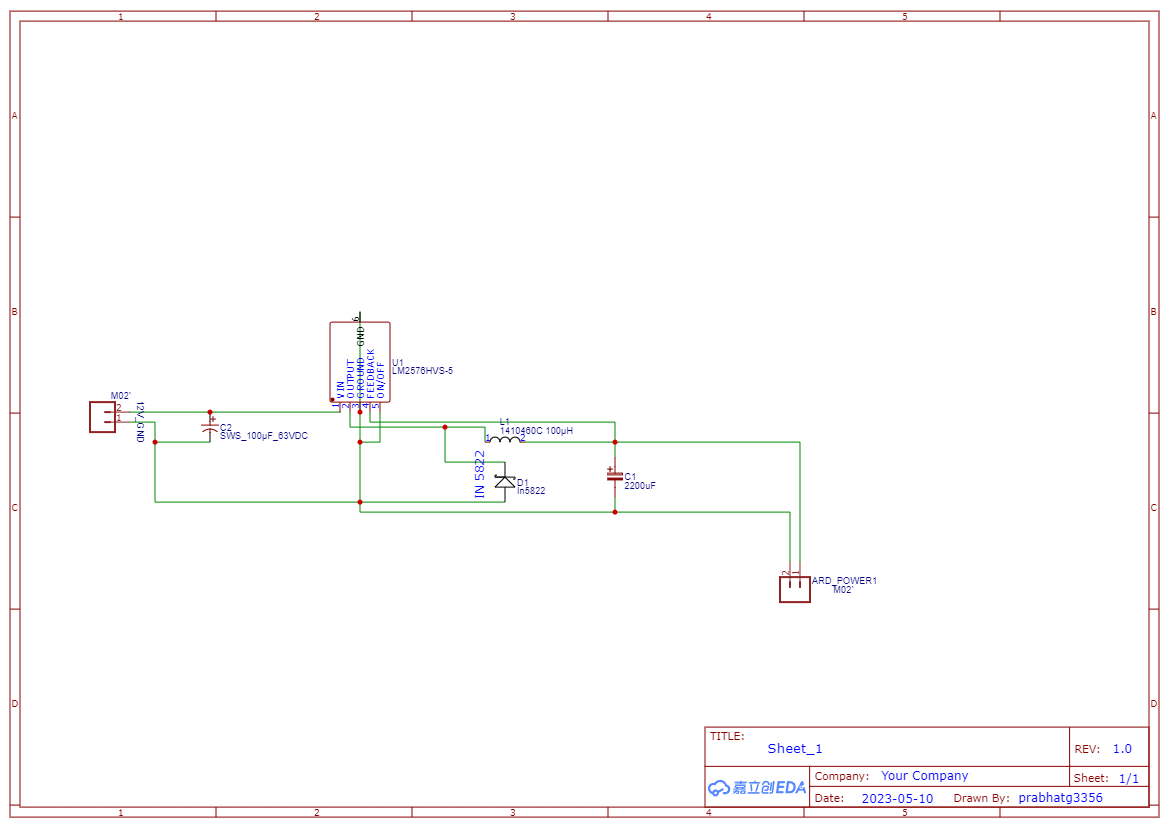 1 2 3 4 5
A A
B B
6
GND
VIN
OUTPUT
GROUND
FEEDBACK
ON/OFF
U1
LM2576HVS-5
1 2 3 4 5
M02'
2
1
12V_GND
C2
SWS_100µF_63VDC
L1
1410460C 100µH
1 2
IN 5822
D1
In5822
C1
2200uF
C C
2 1
ARD_POWER1
M02'
D D
TITLE:
Sheet_1
REV: 1.0
嘉立创EDA
Company: Your Company
Sheet: 1/1
Date: 2023-05-10 Drawn By: prabhatg3356
1 2 3 4 5